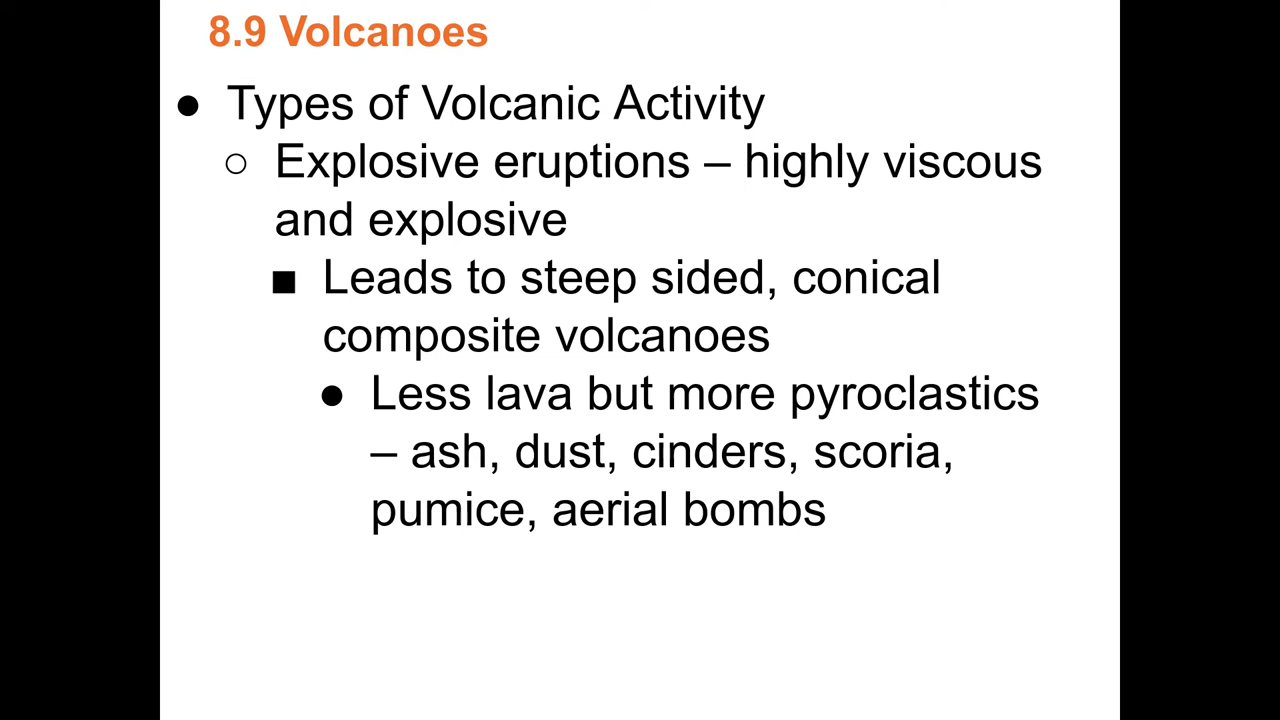 8.9 Volcanoes
● Types of Volcanic Activity
○ Explosive eruptions – highly viscous
and explosive
■ Leads to steep sided, conical
composite volcanoes
● Less lava but more pyroclastics
– ash, dust, cinders, scoria,
pumice, aerial bombs